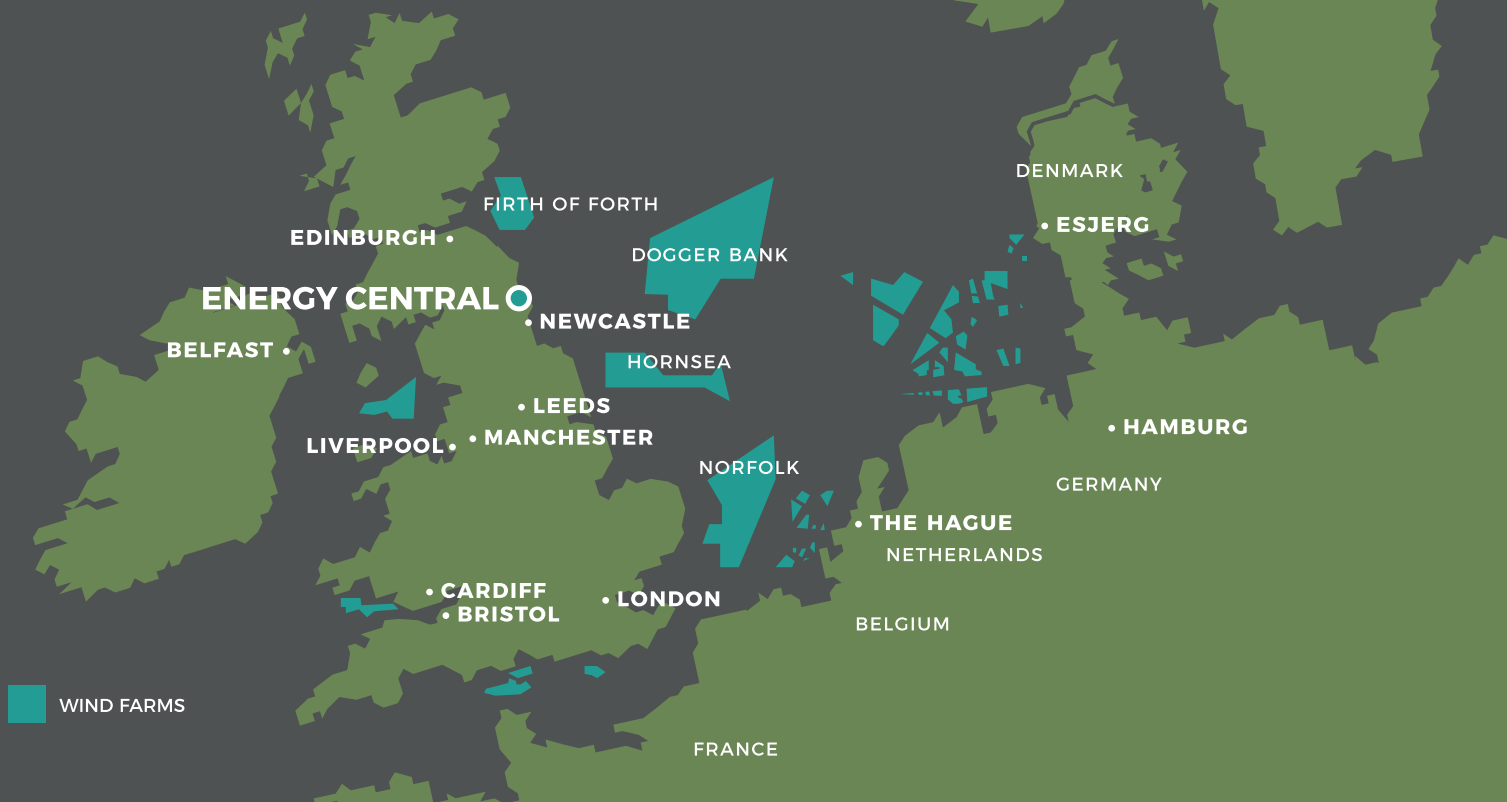 DENMARK
FIRTH OF FORTH
ESJERG
EDINBURGH
DOGGER BANK
ENERGY CENTRAL
NEWCASTLE
BELFAST
HORNSEA
LEEDS
HAMBURG
MANCHESTER
LIVERPOOL
NORFOLK
GERMANY
THE HAGUE
NETHERLANDS
CARDIFF
LONDON
BRISTOL
BELGIUM
WIND FARMS
FRANCE